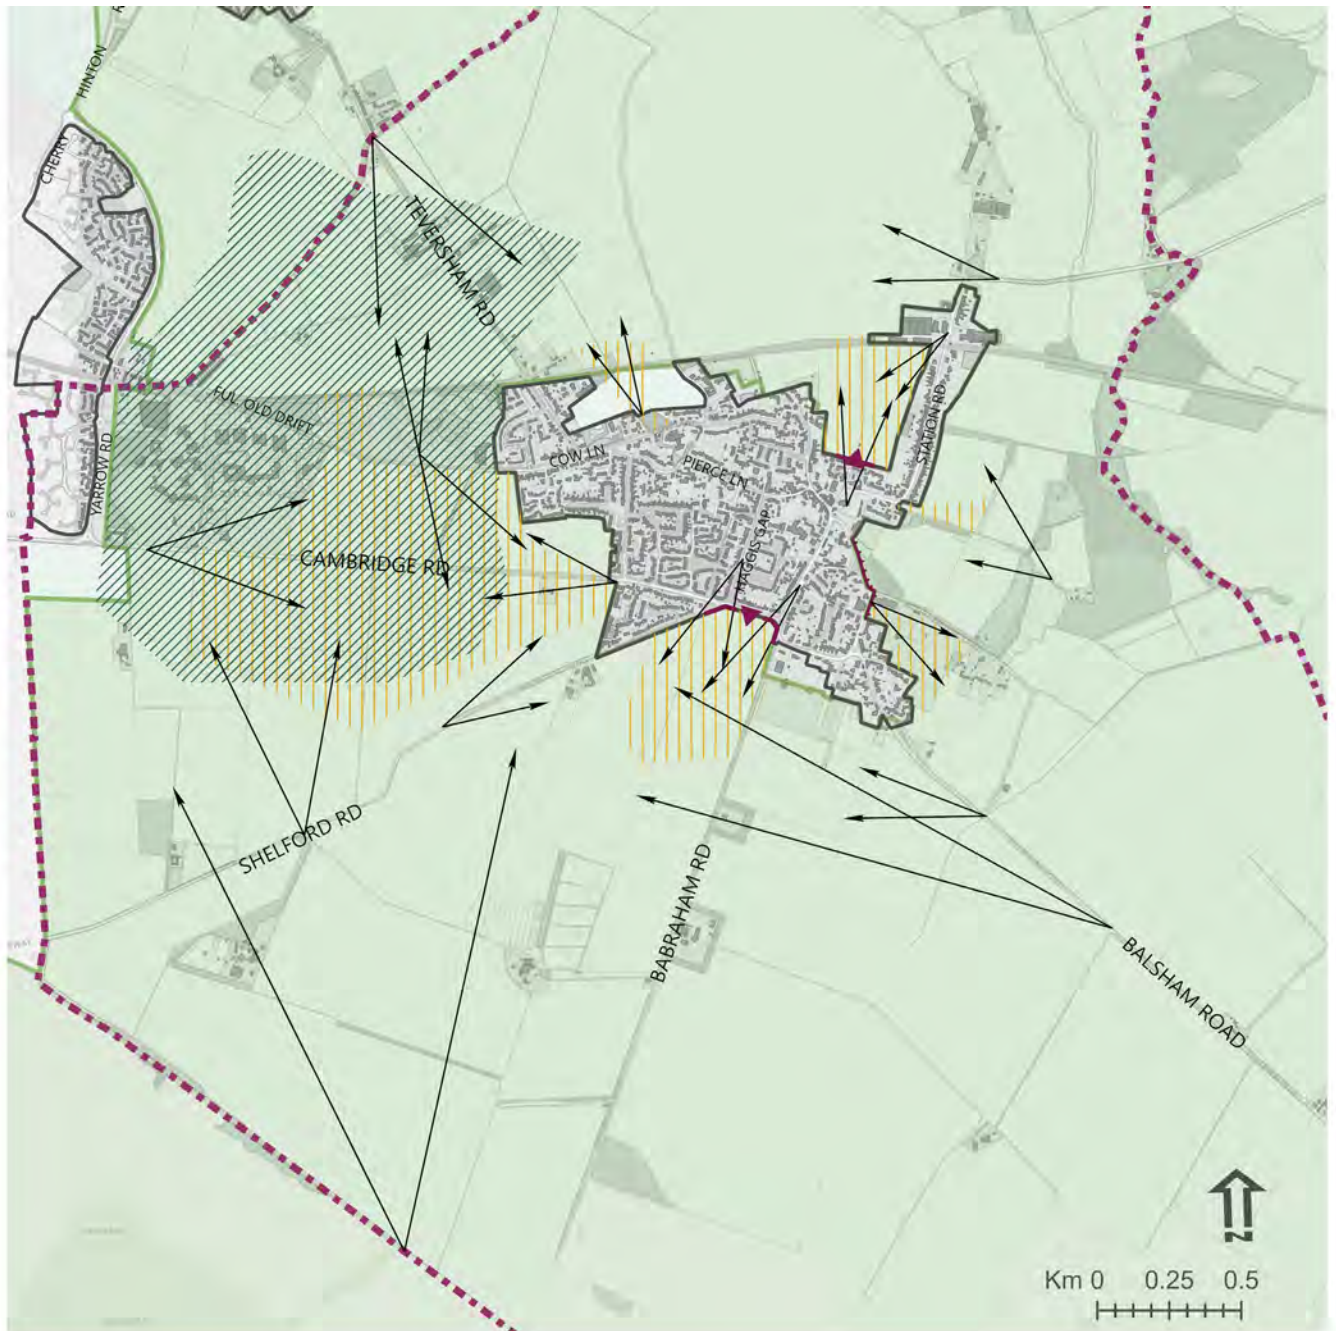 HINTON
CHERRY
TEVERSHAM RD
FUL OLD DRIFT
YARROW RD
COW LN
PIERCE LN
STATION RD
HAGGIS GAP
CAMBRIDGE RD
SHELFORD RD
BABRAHAM RD
BALSHAM ROAD
N
Km 0 0.25 0.5